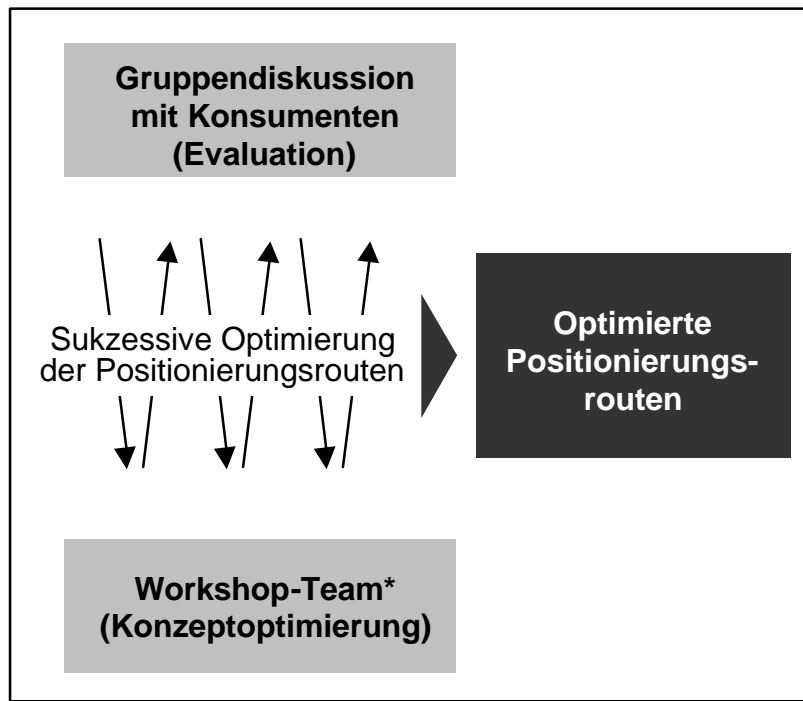 Gruppendiskussion
mit Konsumenten
(Evaluation)
Sukzessive Optimierung
der Positionierungsrouten
Optimierte
Positionierungs-
routen
Workshop-Team*
(Konzeptoptimierung)